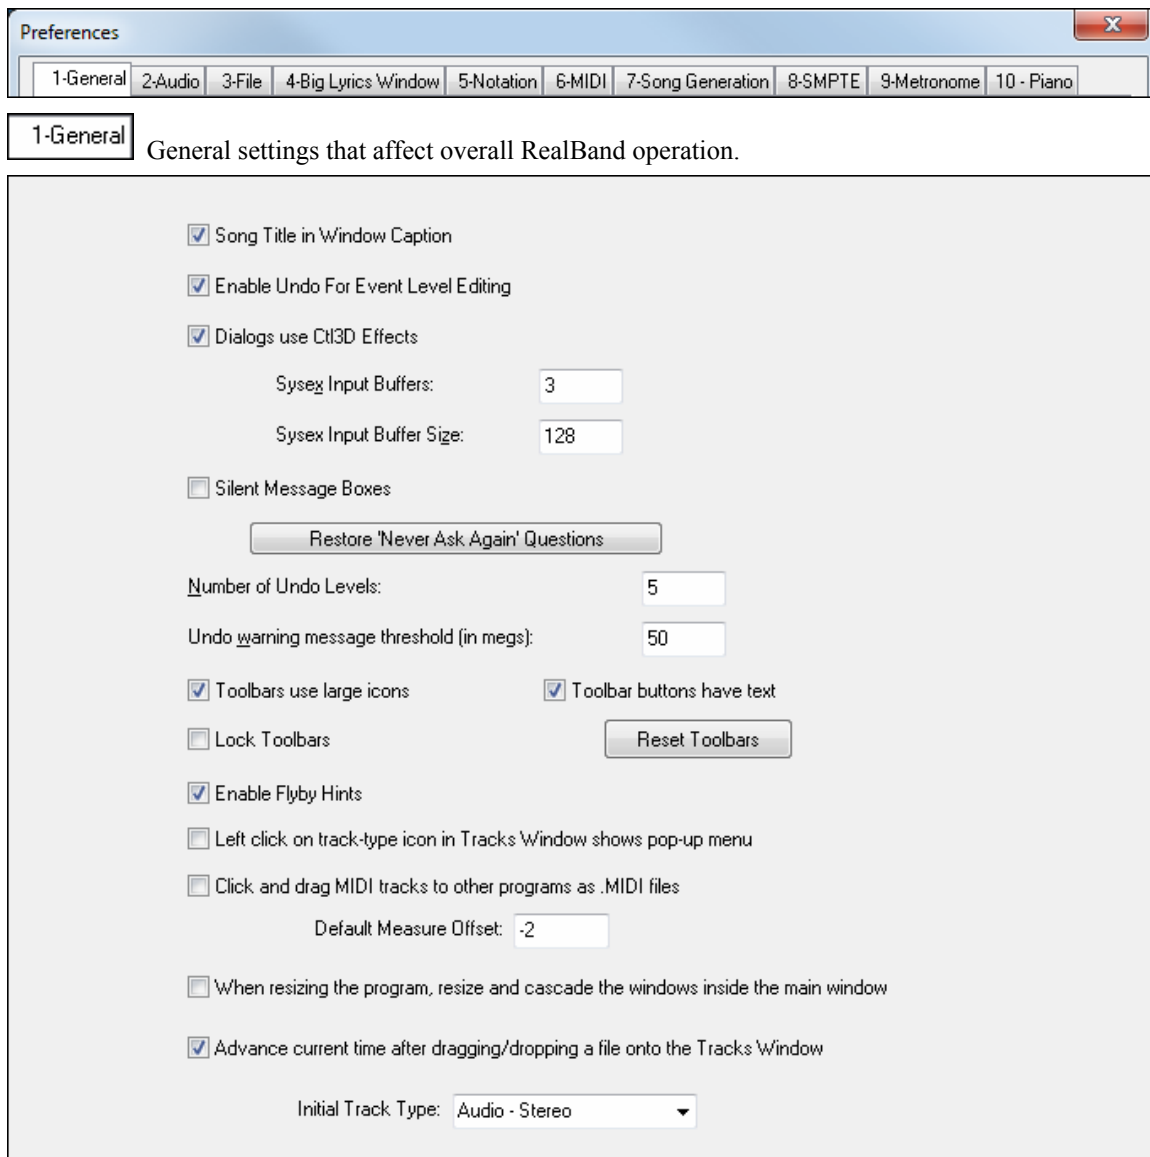 Preferences
1-General 2-Audio 3-File 4-Big Lyrics Window 5-Notation 6-MIDI 7-Song Generation 8-SMPTE 9-Metronome 10 - Piano
1-General General settings that affect overall RealBand operation.
Song Title in Window Caption
Enable Undo For Event Level Editing
Dialogs use Ctl3D Effects
Sysex Input Buffers: 3
Sysex Input Buffer Size: 128
Silent Message Boxes
Restore 'Never Ask Again' Questions
Number of Undo Levels: 5
Undo warning message threshold (in megs): 50
Toolbars use large icons Toolbar buttons have text
Lock Toolbars Reset Toolbars
Enable Flyby Hints
Left click on track-type icon in Tracks Window shows pop-up menu
Click and drag MIDI tracks to other programs as .MIDI files
Default Measure Offset: -2
When resizing the program, resize and cascade the windows inside the main window
Advance current time after dragging/dropping a file onto the Tracks Window
Initial Track Type: Audio - Stereo